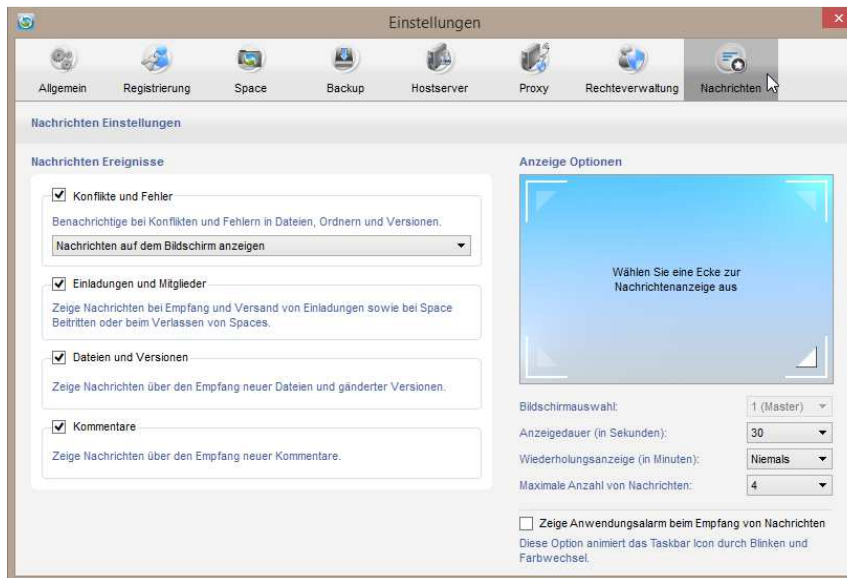 Einstellungen
Allgemein
Registrierung
Space
Backup
Hostserver
Proxy
Rechteverwaltung
Nachrichten
Nachrichten Einstellungen
Nachrichten Ereignisse
Konflikte und Fehler
Benachrichtige bei Konflikten und Fehlern in Dateien, Ordnern und Versionen.
Nachrichten auf dem Bildschirm anzeigen
Einladungen und Mitglieder
Zeige Nachrichten bei Empfang und Versand von Einladungen sowie bei Space
Beitritten oder beim Verlassen von Spaces.
Dateien und Versionen
Zeige Nachrichten über den Empfang neuer Dateien und gänderter Versionen.
Kommentare
Zeige Nachrichten über den Empfang neuer Kommentare.
Anzeige Optionen
Wählen Sie eine Ecke zur
Nachrichtenanzeige aus
Bildschirmauswahl: 1 (Master)
Anzeigedauer (in Sekunden): 30
Wiederholungsanzeige (in Minuten): Niemals
Maximale Anzahl von Nachrichten: 4
Zeige Anwendungsalarm beim Empfang von Nachrichten
Diese Option animiert das Taskbar Icon durch Blinken und
Farbwechsel.